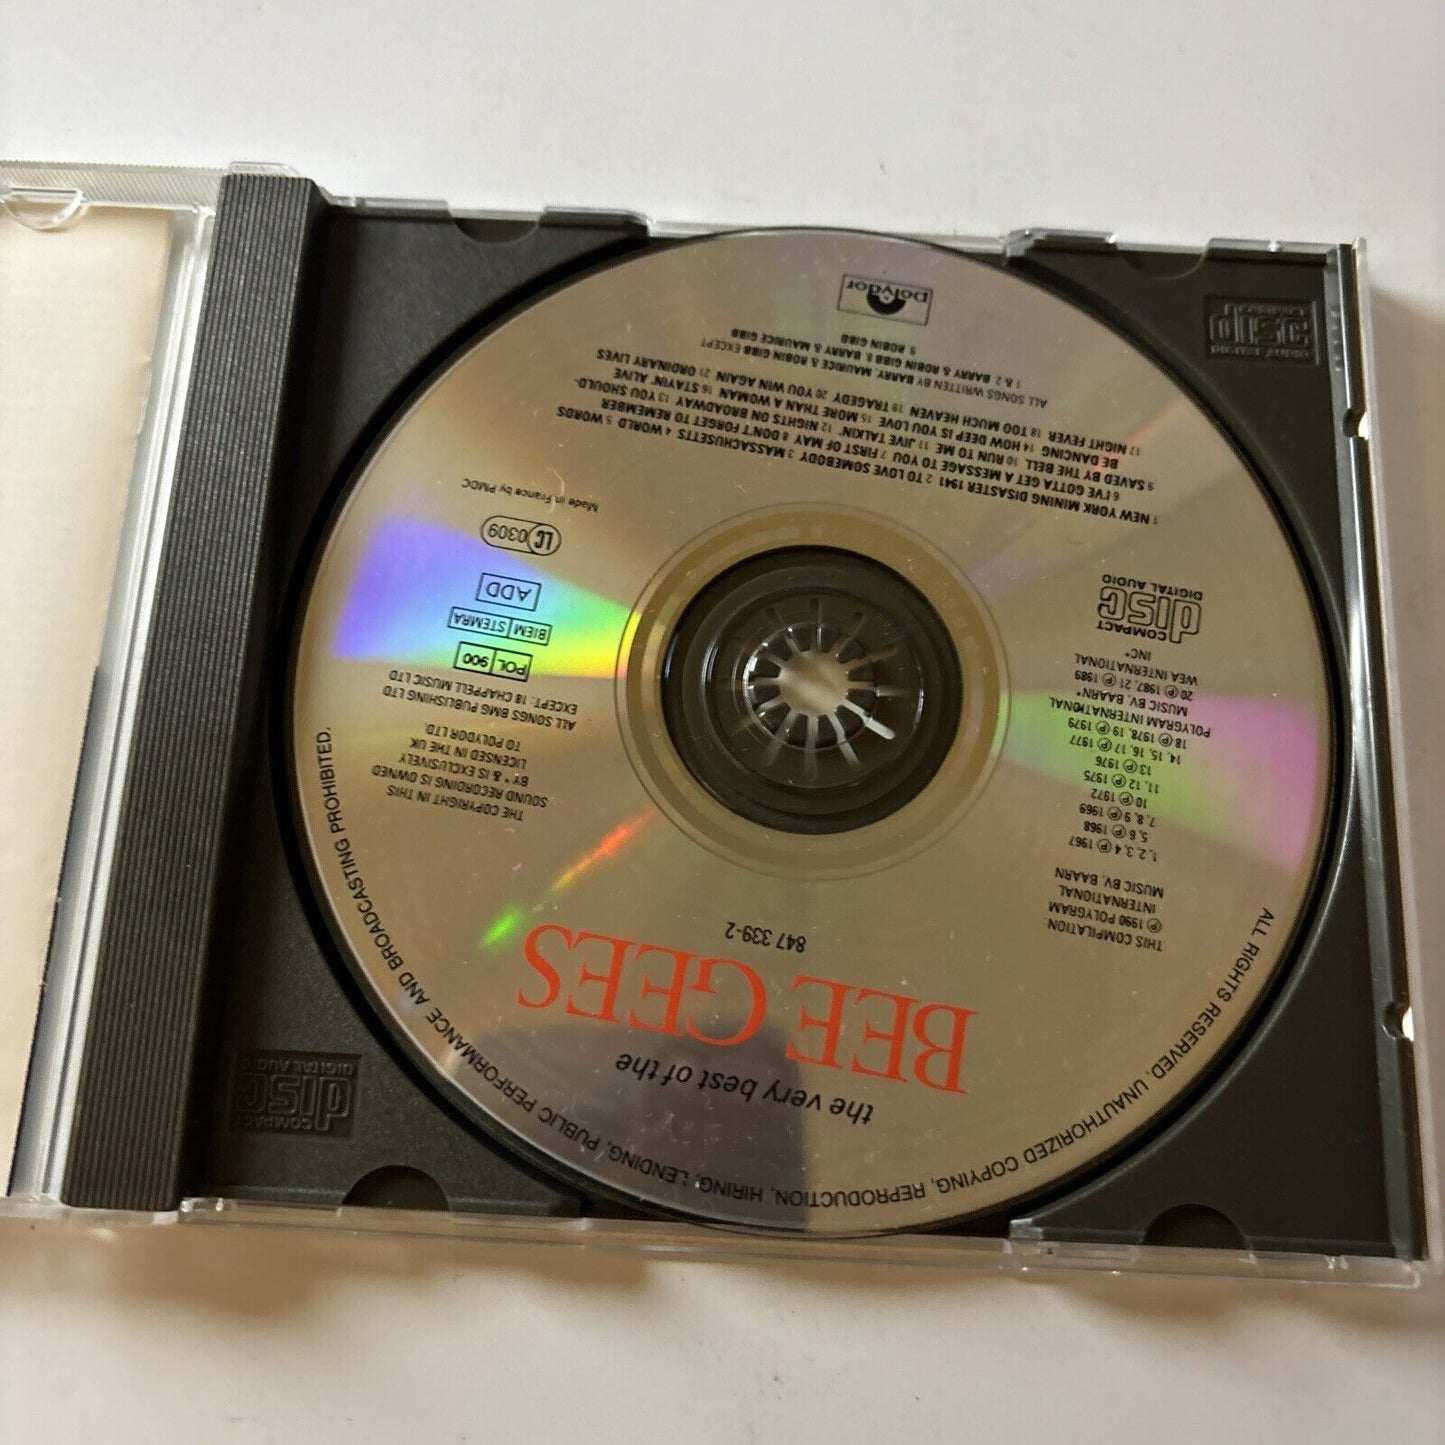 the very best of the
BEE GEES
847 339-2
THIS COMPILATION:
℗ 1990 POLYGRAM
INTERNATIONAL
MUSIC BV, BAARN
1, 2, 3, 4 ℗ 1967
5, 6 ℗ 1968
7, 8, 9 ℗ 1969
10 ℗ 1972
11, 12 ℗ 1975
13 ℗ 1976
14, 15, 16, 17 ℗ 1977
18 ℗ 1978, 19 ℗ 1979
POLYGRAM INTERNATIONAL
MUSIC BV, BAARN*
20 ℗ 1987, 21 ℗ 1989
WEA INTERNATIONAL
INC*
COMPACT
disc
DIGITAL AUDIO
THE COPYRIGHT IN THIS
SOUND RECORDING IS OWNED
BY * & IS EXCLUSIVELY
LICENSED IN THE UK
TO POLYDOR LTD.
ALL SONGS BMG PUBLISHING LTD
EXCEPT: 18 CHAPPELL MUSIC LTD
POL 900
BIEM STEMRA
ADD
LC 0309
Made in France by PMDC
1 NEW YORK MINING DISASTER 1941 2 TO LOVE SOMEBODY 3 MASSACHUSETTS 4 WORLD 5 WORDS
6 I'VE GOTTA GET A MESSAGE TO YOU 7 FIRST OF MAY 8 DON'T FORGET TO REMEMBER
9 SAVED BY THE BELL 10 RUN TO ME 11 JIVE TALKIN' 12 NIGHTS ON BROADWAY 13 YOU SHOULD-
BE DANCING 14 HOW DEEP IS YOU LOVE 15 MORE THAN A WOMAN 16 STAYIN' ALIVE
17 NIGHT FEVER 18 TOO MUCH HEAVEN 19 TRAGEDY 20 YOU WIN AGAIN 21 ORDINARY LIVES
ALL SONGS WRITTEN BY BARRY, MAURICE & ROBIN GIBB EXCEPT
1 & 2 BARRY & ROBIN GIBB 8 BARRY & MAURICE GIBB
9 ROBIN GIBB
Polydor
ALL RIGHTS RESERVED. UNAUTHORIZED COPYING, REPRODUCTION, HIRING, LENDING, PUBLIC PERFORMANCE AND BROADCASTING PROHIBITED.
COMPACT
disc
DIGITAL AUDIO
COMPACT
disc
DIGITAL AUDIO